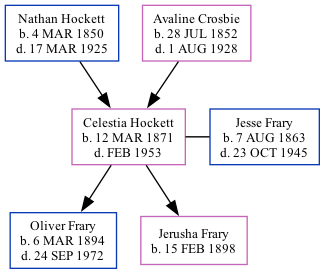 Nathan Hockett
b. 4 MAR 1850
d. 17 MAR 1925
Avaline Crosbie
b. 28 JUL 1852
d. 1 AUG 1928
Celestia Hockett
b. 12 MAR 1871
d. FEB 1953
Jesse Frary
b. 7 AUG 1863
d. 23 OCT 1945
Oliver Frary
b. 6 MAR 1894
d. 24 SEP 1972
Jerusha Frary
b. 15 FEB 1898